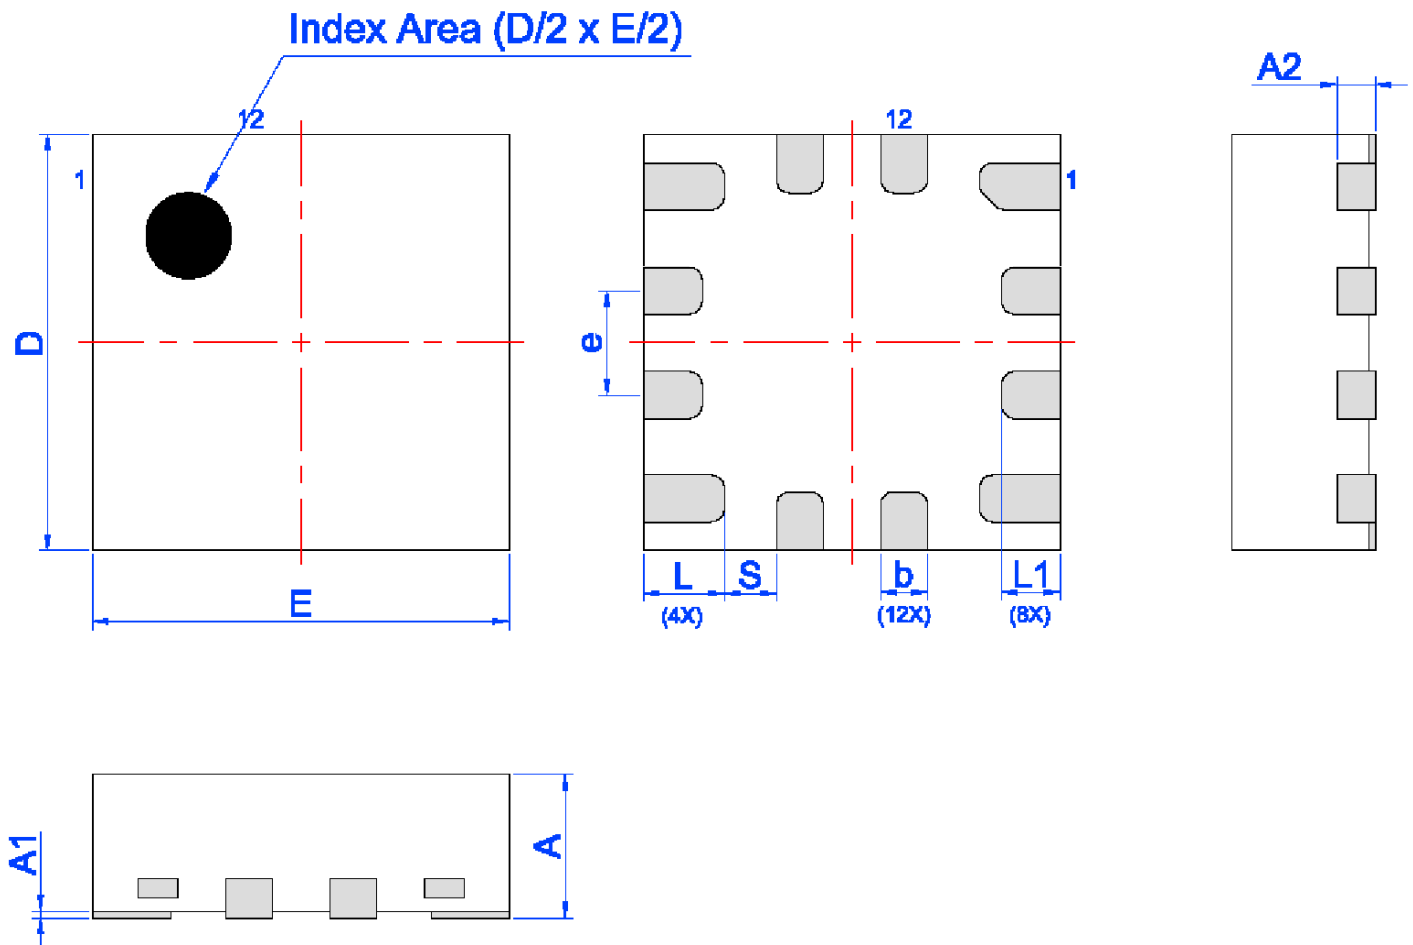 Index Area (D/2 x E/2)
A2
12
12
1
1
D
e
E
L
S
b
L1
(4X)
(12X)
(8X)
A1
A